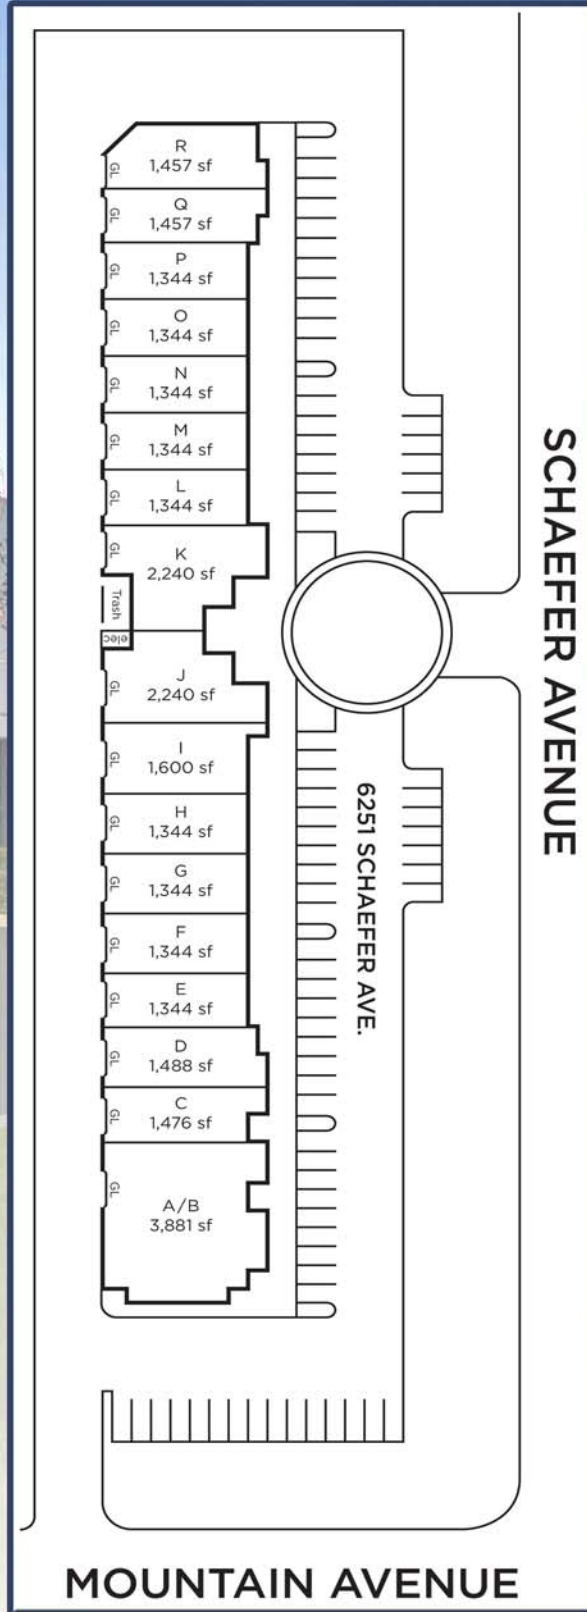 R
1,457 sf
GL
Q
1,457 sf
GL
P
1,344 sf
GL
O
1,344 sf
GL
N
1,344 sf
GL
M
1,344 sf
GL
L
1,344 sf
GL
K
2,240 sf
GL
Trash
elec
J
2,240 sf
GL
I
1,600 sf
GL
H
1,344 sf
GL
G
1,344 sf
GL
F
1,344 sf
GL
E
1,344 sf
GL
D
1,488 sf
GL
C
1,476 sf
GL
A/B
3,881 sf
GL
6251 SCHAEFER AVE.
SCHAEFER AVENUE
MOUNTAIN AVENUE